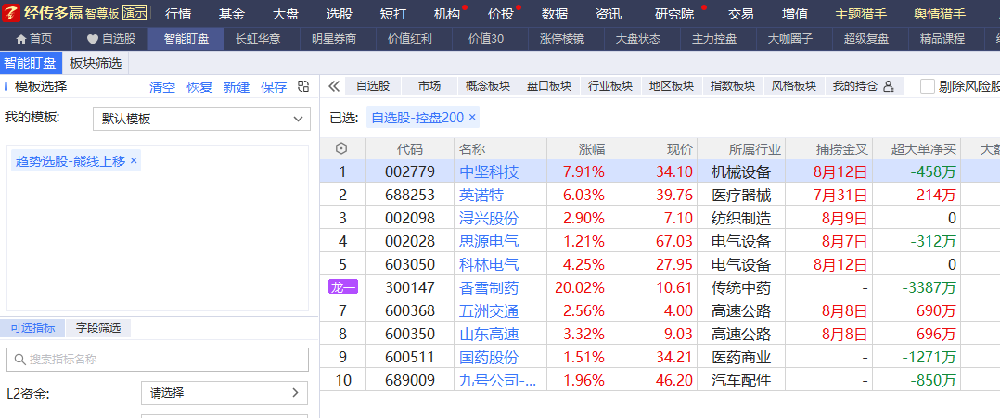 经传多赢 智尊版 演示 行情 基金 大盘 选股 短打 机构 价投 数据 资讯 研究院 交易 增值 主题猎手 舆情猎手
首页 自选股 智能盯盘 长虹华意 明星券商 价值红利 价值30 涨停棱镜 大盘状态 主力控盘 大咖圈子 超级复盘 精品课程
智能盯盘 板块筛选
模板选择 清空 恢复 新建 保存
自选股 市场 概念板块 盘口板块 行业板块 地区板块 指数板块 风格板块 我的持仓 剔除风险股
我的模板: 默认模板
已选: 自选股-控盘200 ×
趋势选股-熊线上移 ×
代码 名称 涨幅 现价 所属行业 捕捞金叉 超大单净买 大额
1 002779 中坚科技 7.91% 34.10 机械设备 8月12日 -458万
2 688253 英诺特 6.03% 39.76 医疗器械 7月31日 214万
3 002098 浔兴股份 2.90% 7.10 纺织制造 8月9日 0
4 002028 思源电气 1.21% 67.03 电气设备 8月7日 -312万
5 603050 科林电气 4.25% 27.95 电气设备 8月12日 0
龙一 300147 香雪制药 20.02% 10.61 传统中药 - -3387万
7 600368 五洲交通 2.56% 4.00 高速公路 8月8日 690万
8 600350 山东高速 3.32% 9.03 高速公路 8月8日 696万
9 600511 国药股份 1.51% 34.21 医药商业 - -1271万
10 689009 九号公司-... 1.96% 46.20 汽车配件 - -850万
可选指标 字段筛选
搜索指标名称
L2资金: 请选择